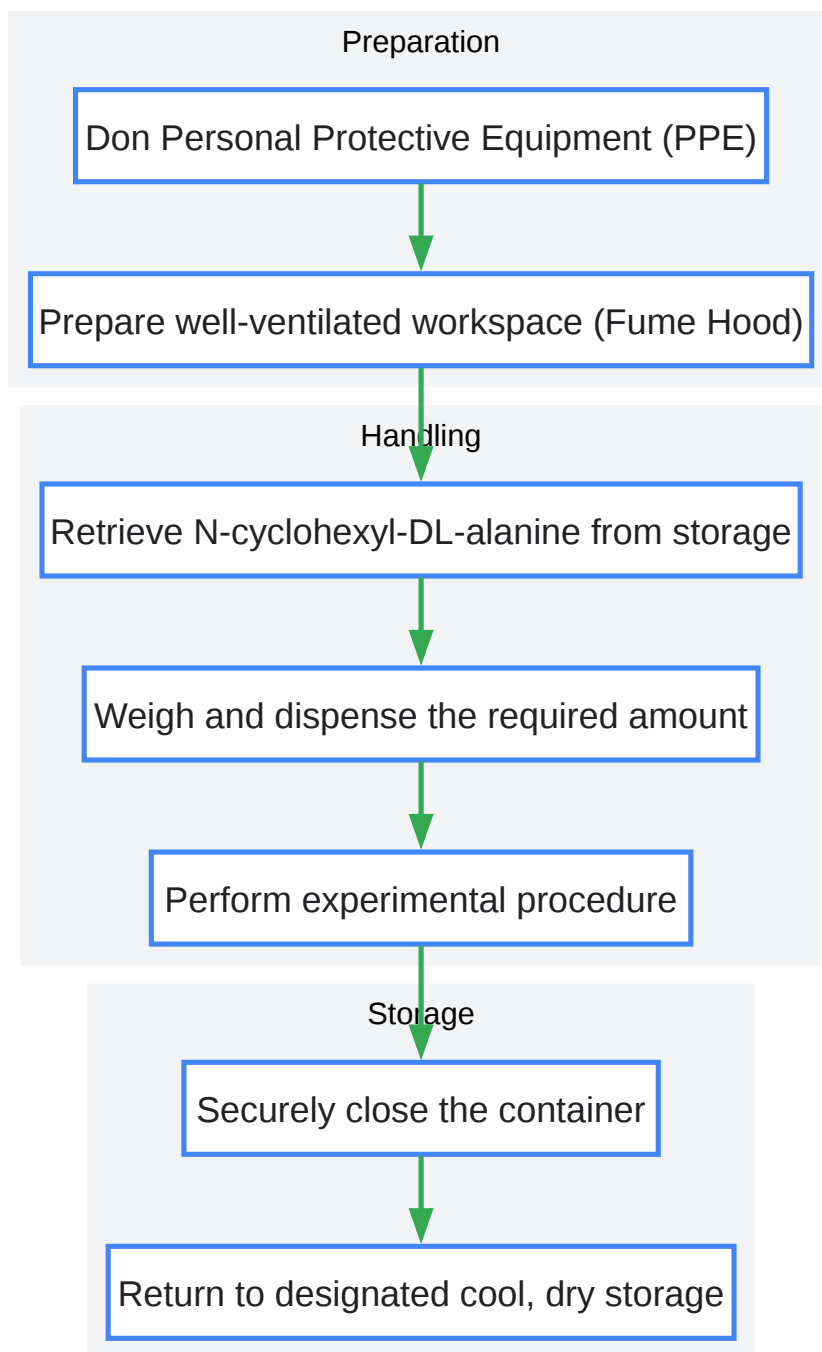 Preparation
Don Personal Protective Equipment (PPE)
Prepare well-ventilated workspace (Fume Hood)
Handling
Retrieve N-cyclohexyl-DL-alanine from storage
Weigh and dispense the required amount
Perform experimental procedure
Storage
Securely close the container
Return to designated cool, dry storage